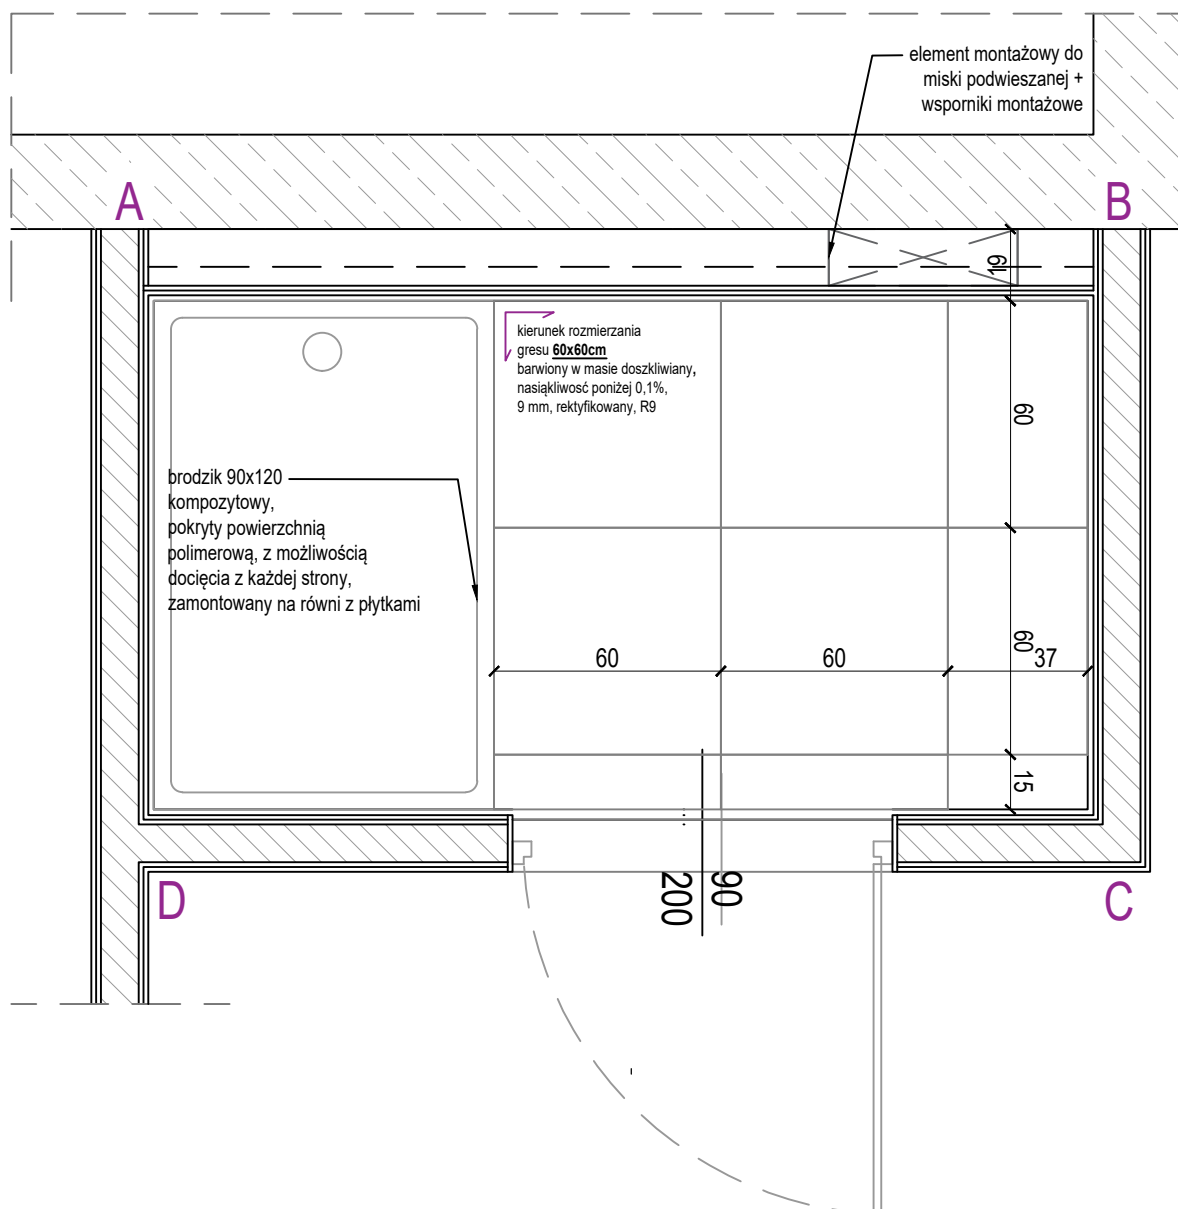 element montażowy do
miski podwieszanej +
wsporniki montażowe
A
B
19
kierunek rozmierzania
gresu 60x60cm
barwiony w masie doszkliwiany,
nasiąkliwosć poniżej 0,1%,
9 mm, rektyfikowany, R9
60
brodzik 90x120
kompozytowy,
pokryty powierzchnią
polimerową, z możliwością
docięcia z każdej strony,
zamontowany na równi z płytkami
60
60
60
37
15
90
200
D
C